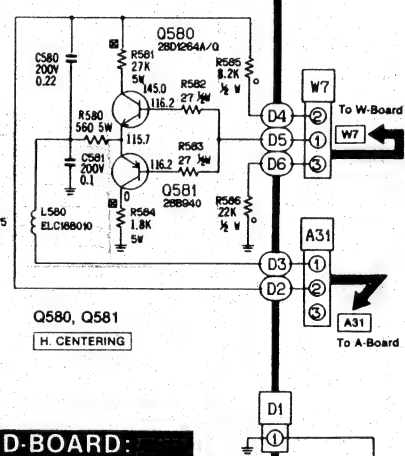 Q580
2SD1264A/Q
C580
200V
0.22
R581
27K
5W
145.0
R585
8.2K
½ W
R582
27 ½W
116.2
W7
D4
2
To W-Board
R580
560 5W
115.7
D5
1
W7
R583
27 ½W
D6
3
C581
200V
0.1
116.2
0
Q581
2SB940
L580
ELC18B010
R584
1.8K
5W
R586
22K
½ W
5
A31
D3
1
D2
2
3
Q580, Q581
H. CENTERING
A31
To A-Board
D1
1
D-BOARD: